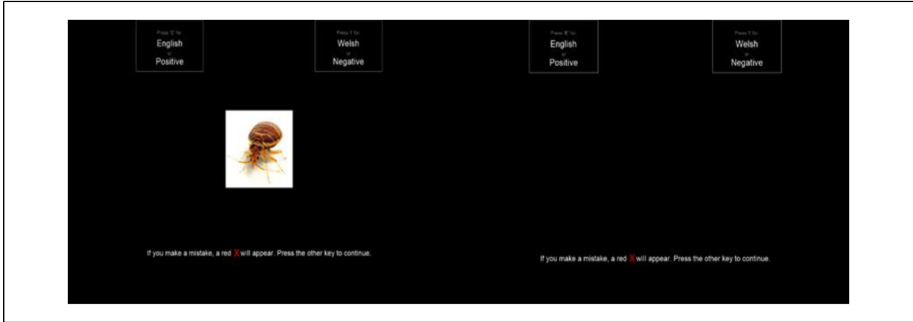 Press 'E' for
English
or
Positive
Press 'I' for
Welsh
or
Negative
If you make a mistake, a red X will appear. Press the other key to continue.
Press 'E' for
English
or
Positive
Press 'I' for
Welsh
or
Negative
If you make a mistake, a red X will appear. Press the other key to continue.